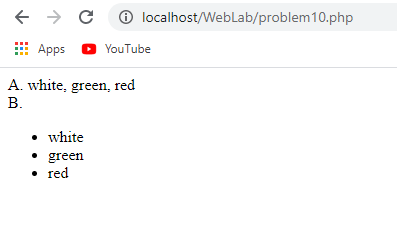 localhost/WebLab/problem10.php
Apps YouTube
A. white, green, red
B.
• white
• green
• red